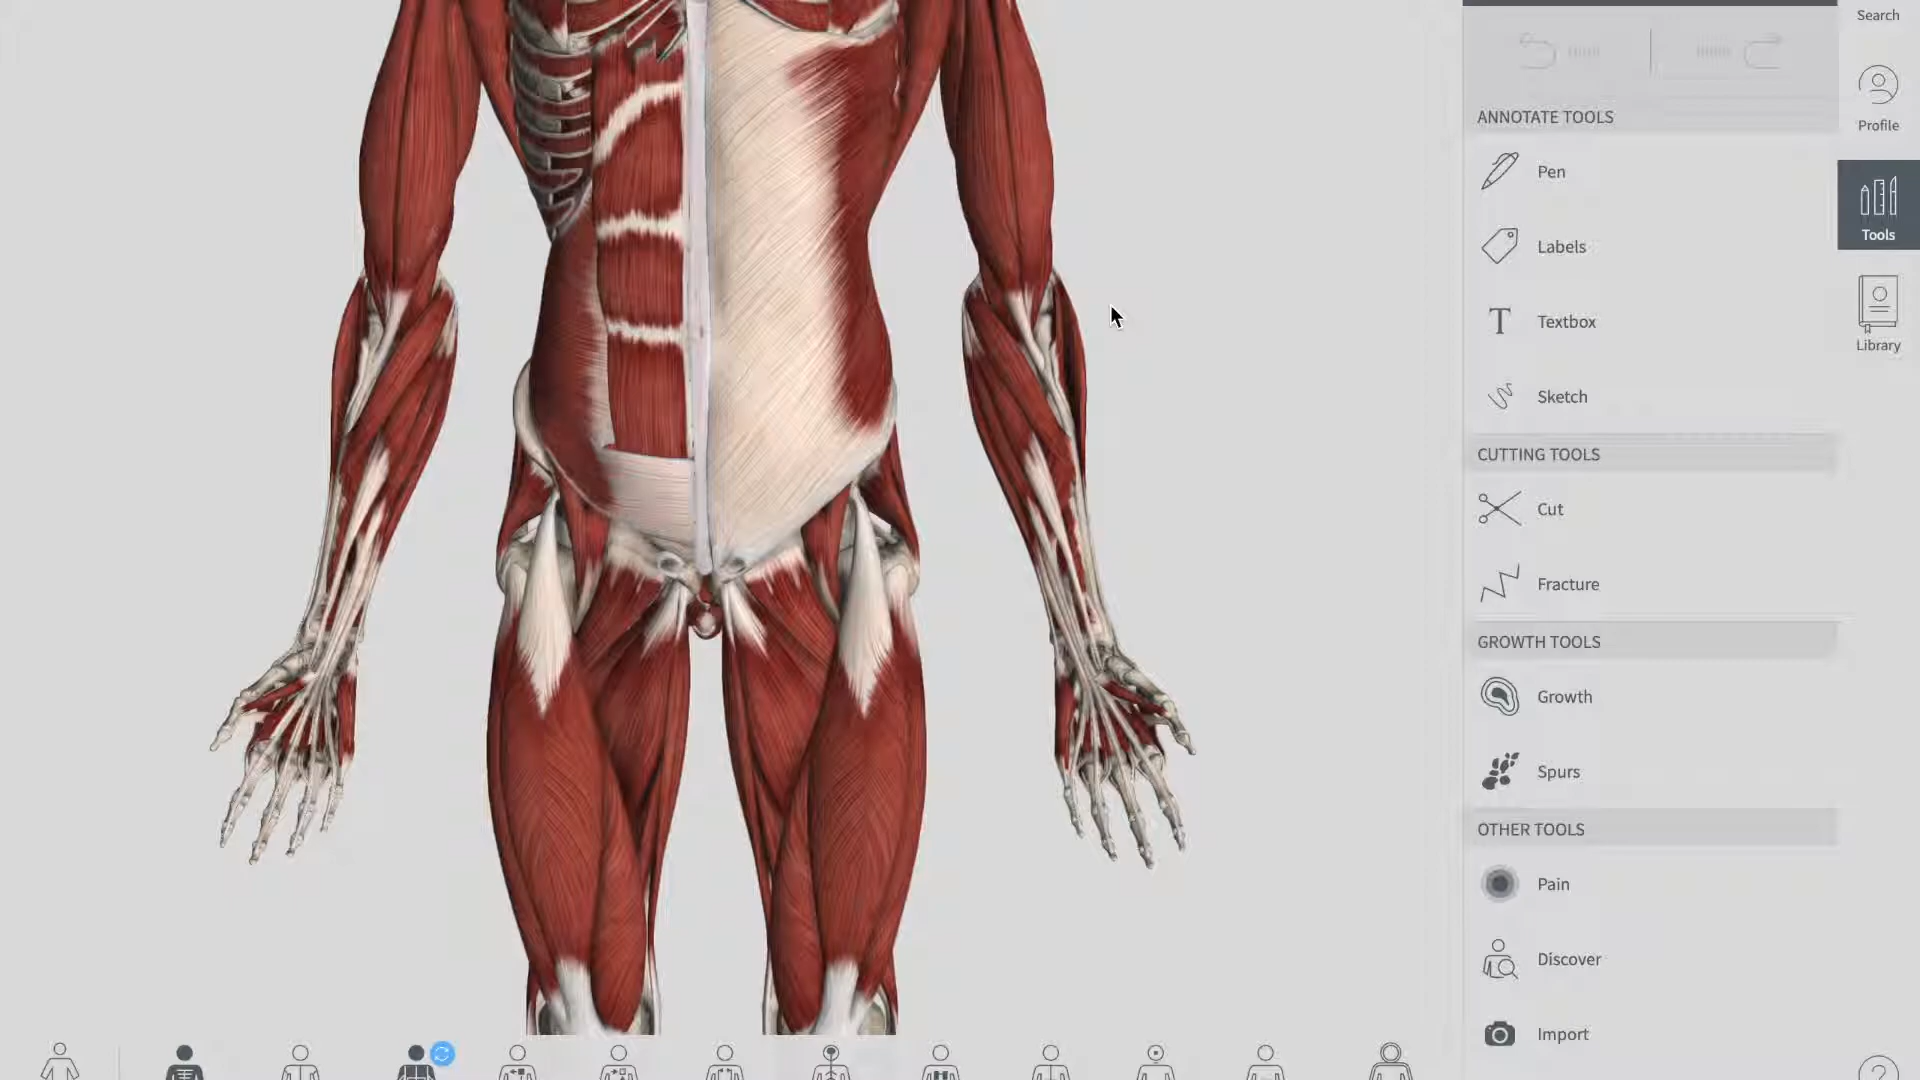 Search
Profile
ANNOTATE TOOLS
Pen
Tools
Labels
Textbox
Library
Sketch
CUTTING TOOLS
Cut
Fracture
GROWTH TOOLS
Growth
Spurs
OTHER TOOLS
Pain
Discover
Import
?